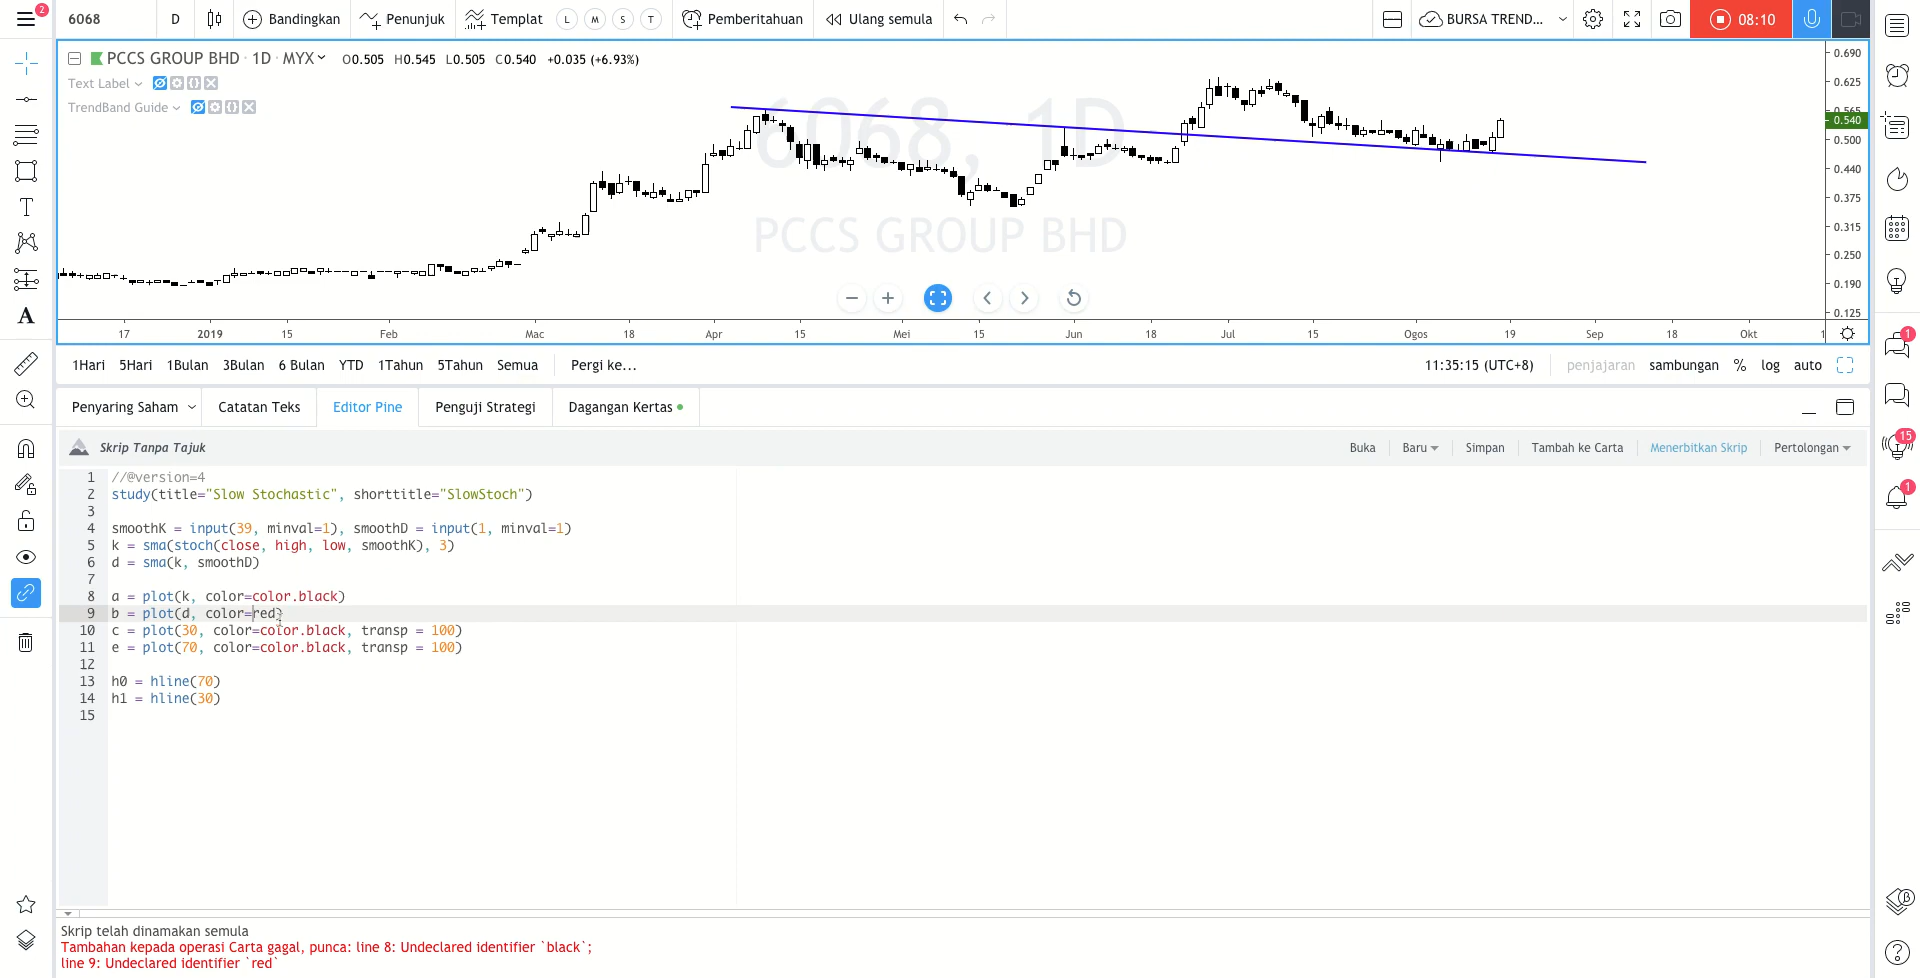 2
6068
D
Bandingkan
Penunjuk
Templat
L
M
S
T
Pemberitahuan
Ulang semula
BURSA TREND...
08:10
PCCS GROUP BHD · 1D · MYX
O0.505 H0.545 L0.505 C0.540 +0.035 (+6.93%)
Text Label
TrendBand Guide
6068, 1D
PCCS GROUP BHD
0.690
0.625
0.565
0.540
0.500
0.440
0.375
0.315
0.250
0.190
0.125
17
2019
15
Feb
Mac
18
Apr
15
Mei
15
Jun
18
Jul
15
Ogos
19
Sep
18
Okt
1
1Hari
5Hari
1Bulan
3Bulan
6 Bulan
YTD
1Tahun
5Tahun
Semua
Pergi ke...
11:35:15 (UTC+8)
penjajaran
sambungan
%
log
auto
Penyaring Saham
Catatan Teks
Editor Pine
Penguji Strategi
Dagangan Kertas
Skrip Tanpa Tajuk
Buka
Baru
Simpan
Tambah ke Carta
Menerbitkan Skrip
Pertolongan
1 //@version=4
2 study(title="Slow Stochastic", shorttitle="SlowStoch")
3
4 smoothK = input(39, minval=1), smoothD = input(1, minval=1)
5 k = sma(stoch(close, high, low, smoothK), 3)
6 d = sma(k, smoothD)
7
8 a = plot(k, color=color.black)
9 b = plot(d, color=red)
10 c = plot(30, color=color.black, transp = 100)
11 e = plot(70, color=color.black, transp = 100)
12
13 h0 = hline(70)
14 h1 = hline(30)
15
Skrip telah dinamakan semula
Tambahan kepada operasi Carta gagal, punca: line 8: Undeclared identifier `black`;
line 9: Undeclared identifier `red`
T
A
1
15
1